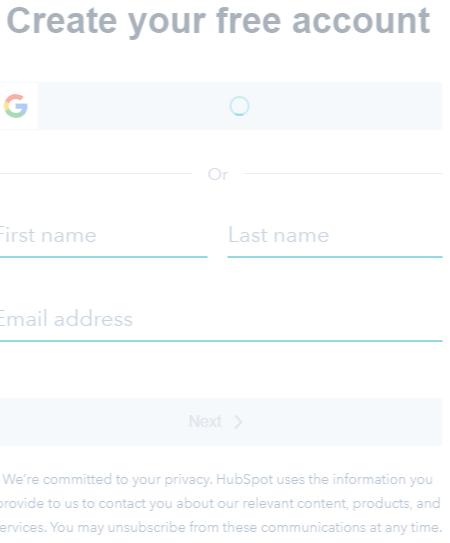 Create your free account
Or
First name
Last name
Email address
Next
We're committed to your privacy. HubSpot uses the information you
provide to us to contact you about our relevant content, products, and
services. You may unsubscribe from these communications at any time.